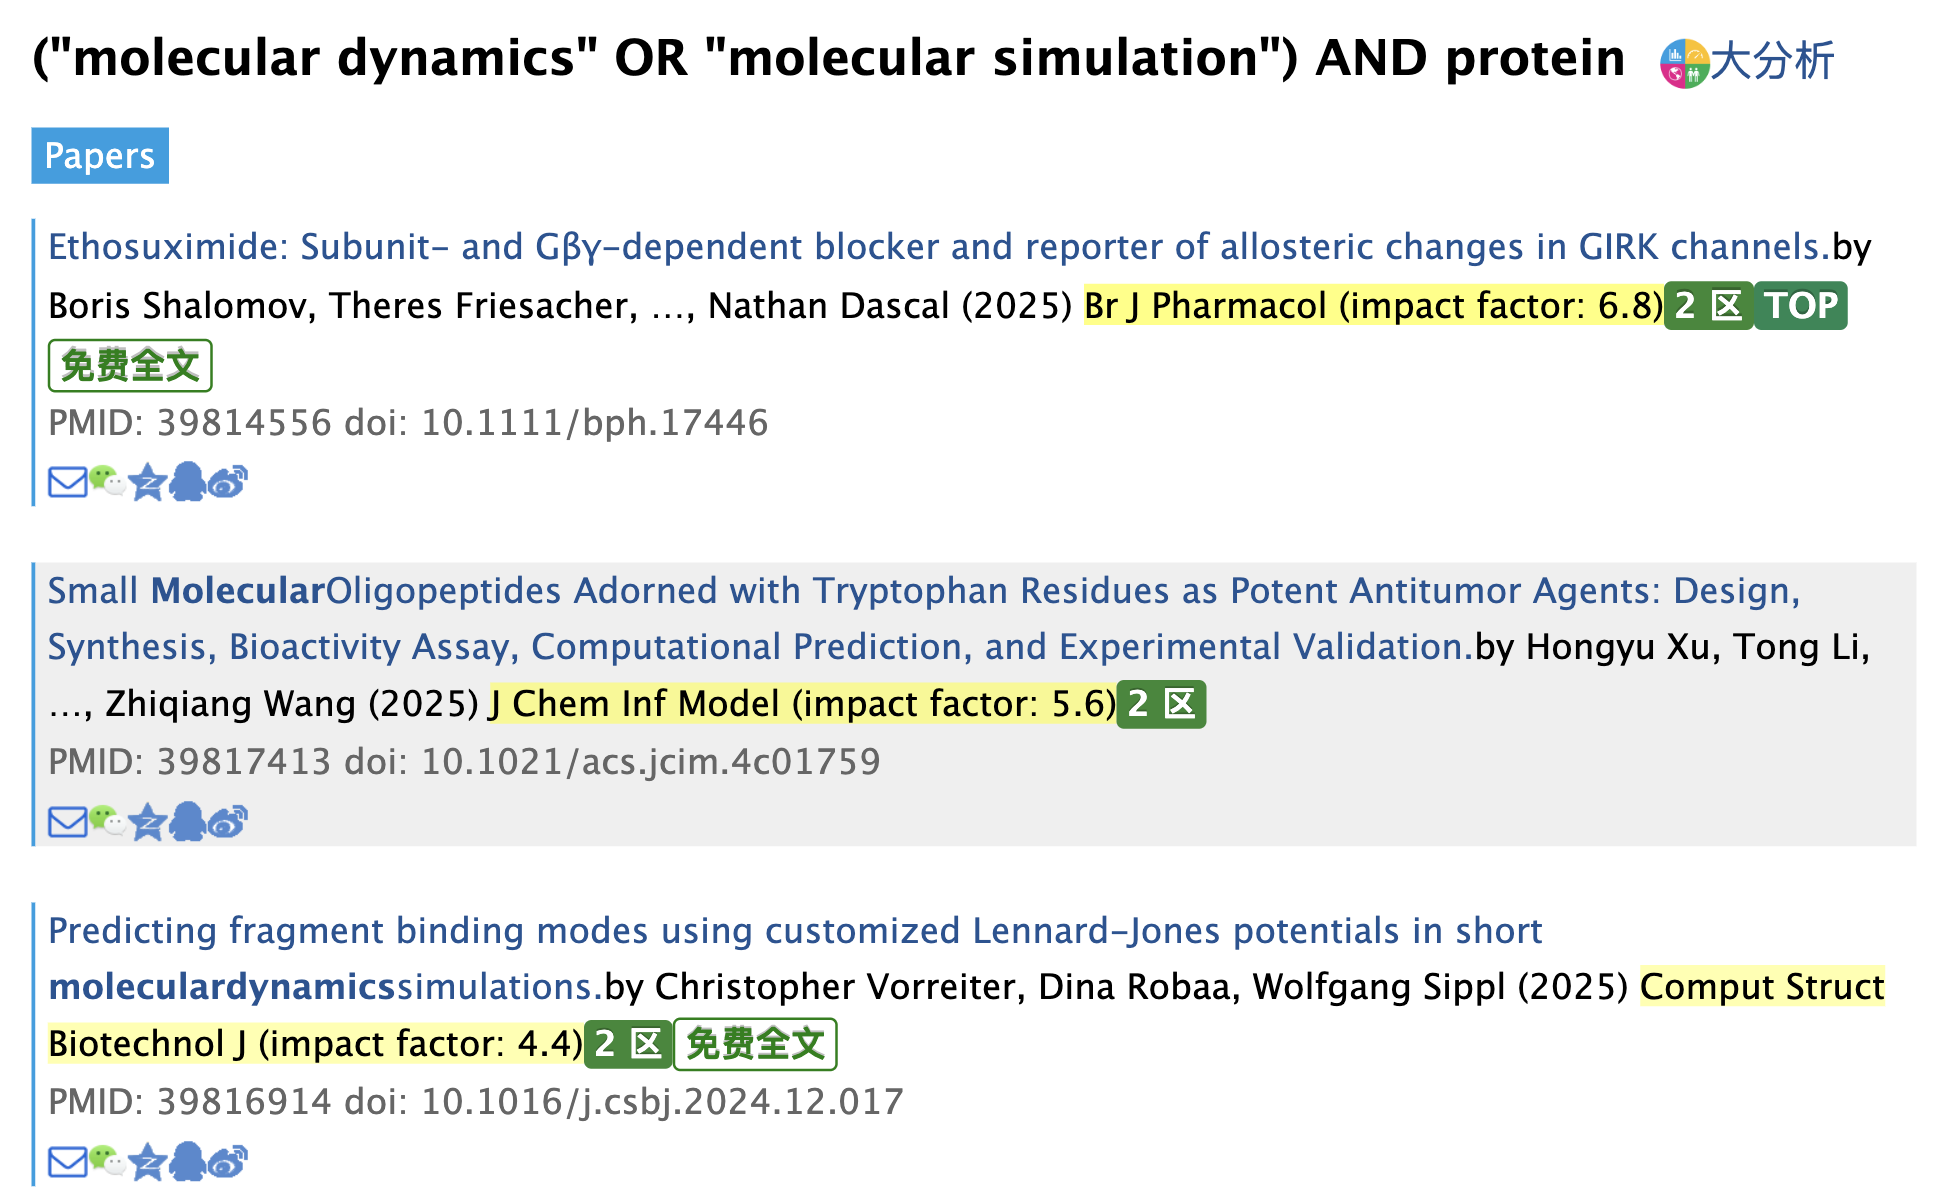 ("molecular dynamics" OR "molecular simulation") AND protein 大分析
Papers
Ethosuximide: Subunit- and Gβγ-dependent blocker and reporter of allosteric changes in GIRK channels.by
Boris Shalomov, Theres Friesacher, ..., Nathan Dascal (2025) Br J Pharmacol (impact factor: 6.8) 2 区 TOP
免费全文
PMID: 39814556 doi: 10.1111/bph.17446
Small MolecularOligopeptides Adorned with Tryptophan Residues as Potent Antitumor Agents: Design,
Synthesis, Bioactivity Assay, Computational Prediction, and Experimental Validation.by Hongyu Xu, Tong Li,
..., Zhiqiang Wang (2025) J Chem Inf Model (impact factor: 5.6) 2 区
PMID: 39817413 doi: 10.1021/acs.jcim.4c01759
Predicting fragment binding modes using customized Lennard-Jones potentials in short
moleculardynamicssimulations.by Christopher Vorreiter, Dina Robaa, Wolfgang Sippl (2025) Comput Struct
Biotechnol J (impact factor: 4.4) 2 区 免费全文
PMID: 39816914 doi: 10.1016/j.csbj.2024.12.017